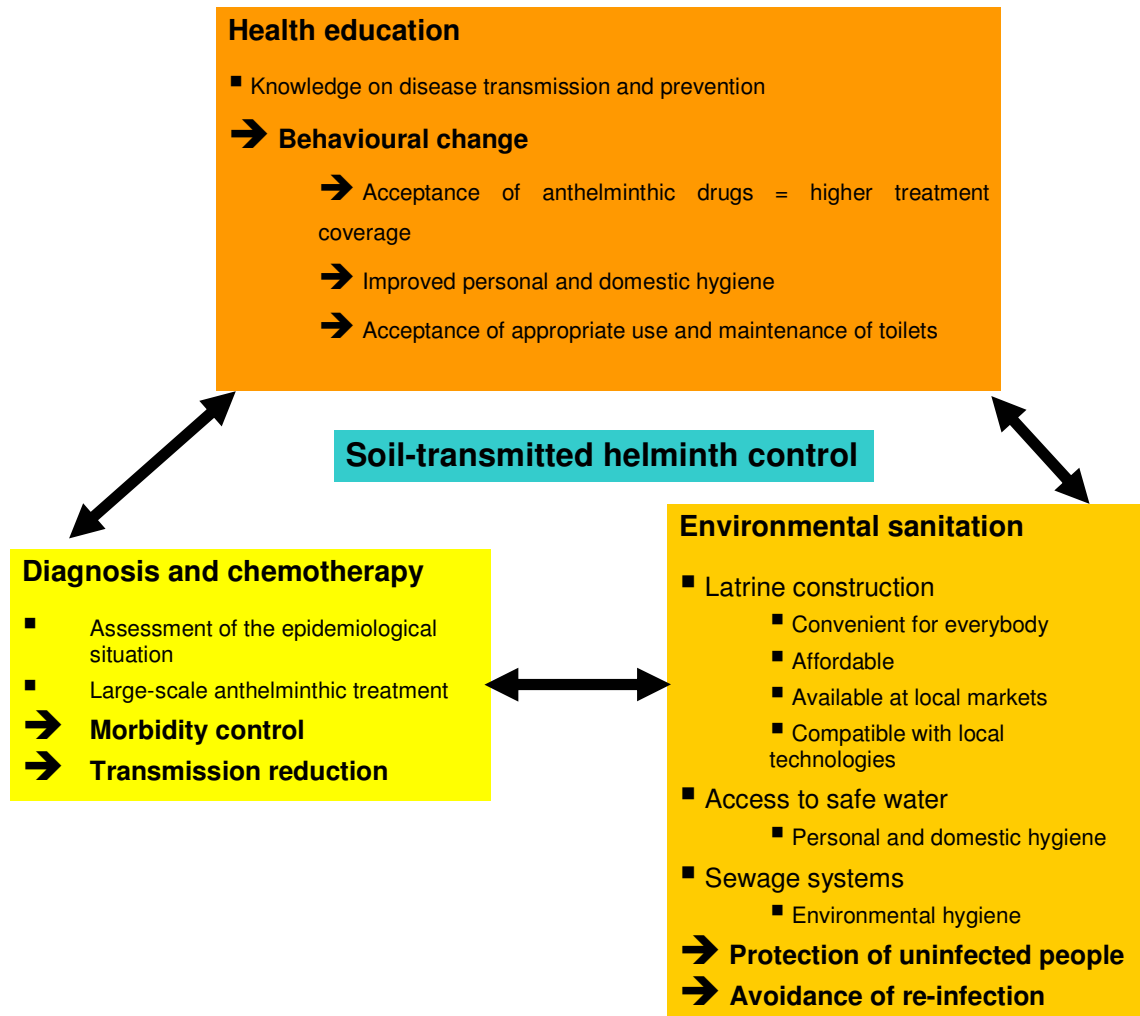 Health education
▪ Knowledge on disease transmission and prevention
➔ Behavioural change
➔ Acceptance of anthelminthic drugs = higher treatment
coverage
➔ Improved personal and domestic hygiene
➔ Acceptance of appropriate use and maintenance of toilets
Soil-transmitted helminth control
Diagnosis and chemotherapy
▪ Assessment of the epidemiological
situation
▪ Large-scale anthelminthic treatment
➔ Morbidity control
➔ Transmission reduction
Environmental sanitation
▪ Latrine construction
▪ Convenient for everybody
▪ Affordable
▪ Available at local markets
▪ Compatible with local
technologies
▪ Access to safe water
▪ Personal and domestic hygiene
▪ Sewage systems
▪ Environmental hygiene
➔ Protection of uninfected people
➔ Avoidance of re-infection